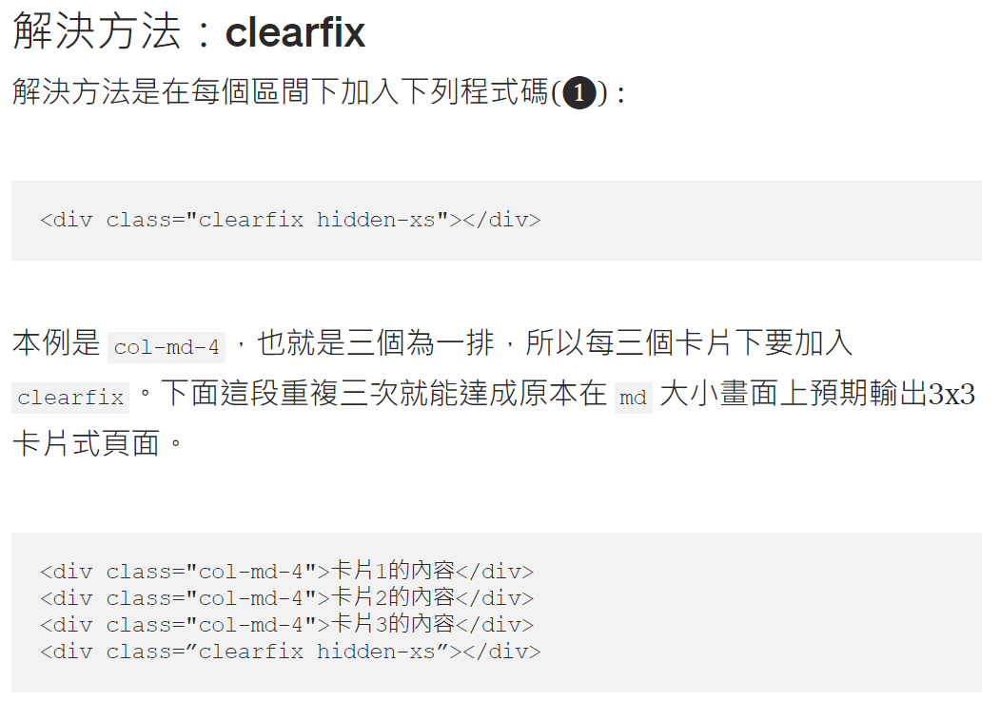 解決方法：clearfix
解決方法是在每個區間下加入下列程式碼(❶)：
<div class="clearfix hidden-xs"></div>
本例是 col-md-4 ，也就是三個為一排，所以每三個卡片下要加入
clearfix 。下面這段重複三次就能達成原本在 md 大小畫面上預期輸出3x3
卡片式頁面。
<div class="col-md-4">卡片1的內容</div>
<div class="col-md-4">卡片2的內容</div>
<div class="col-md-4">卡片3的內容</div>
<div class=”clearfix hidden-xs”></div>